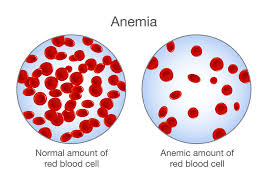 Anemia
Normal amount of
red blood cell
Anemic amount of
red blood cell